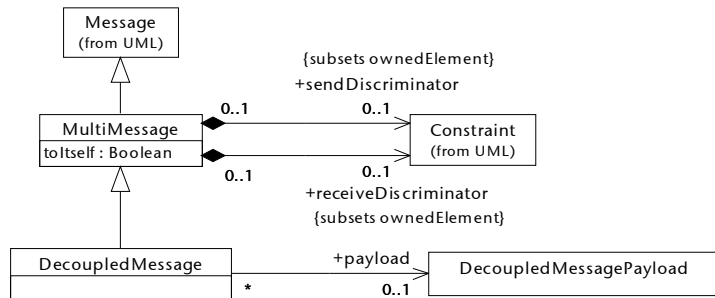 Message
(from UML)
{subsets ownedElement}
+sendDiscriminator
0..1
0..1
MultiMessage
toItself : Boolean
Constraint
(from UML)
0..1
0..1
+receiveDiscriminator
{subsets ownedElement}
DecoupledMessage
+payload
DecoupledMessagePayload
*
0..1